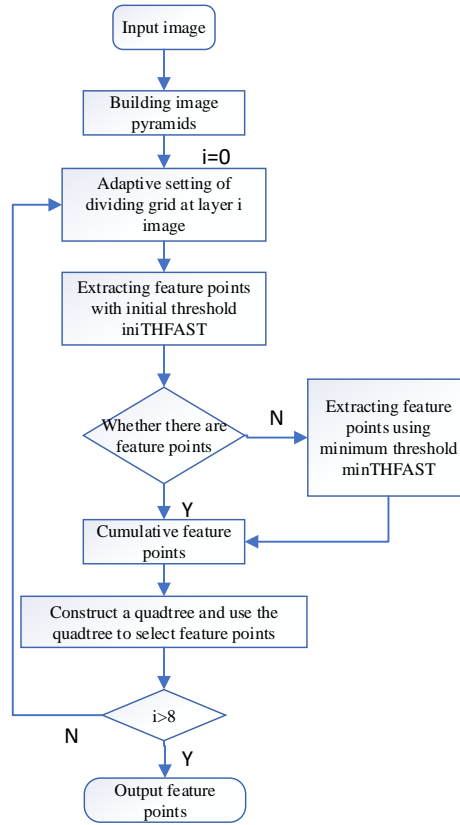 Input image
Building image
pyramids
i=0
Adaptive setting of
dividing grid at layer i
image
Extracting feature points
with initial threshold
iniTHFAST
Whether there are
feature points
N
Extracting feature
points using
minimum threshold
minTHFAST
Y
Cumulative feature
points
Construct a quadtree and use the
quadtree to select feature points
i>8
N
Y
Output feature
points